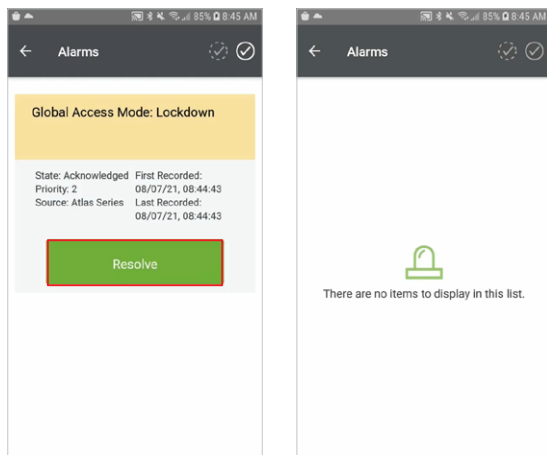 85% 8:45 AM
Alarms
Global Access Mode: Lockdown
State: Acknowledged
Priority: 2
Source: Atlas Series
First Recorded:
08/07/21, 08:44:43
Last Recorded:
08/07/21, 08:44:43
Resolve
85% 8:45 AM
Alarms
There are no items to display in this list.